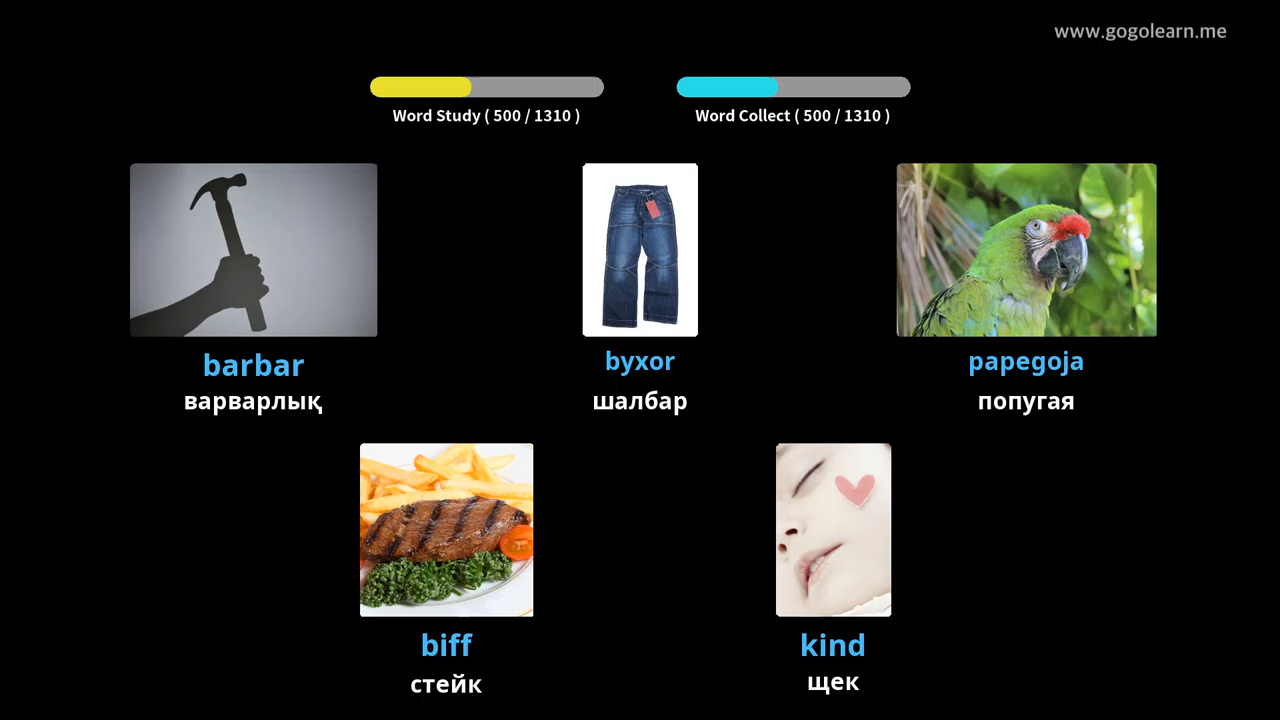 www.gogolearn.me
Word Study ( 500 / 1310 )
Word Collect ( 500 / 1310 )
barbar
варварлық
byxor
шалбар
papegoja
попугая
biff
стейк
kind
щек